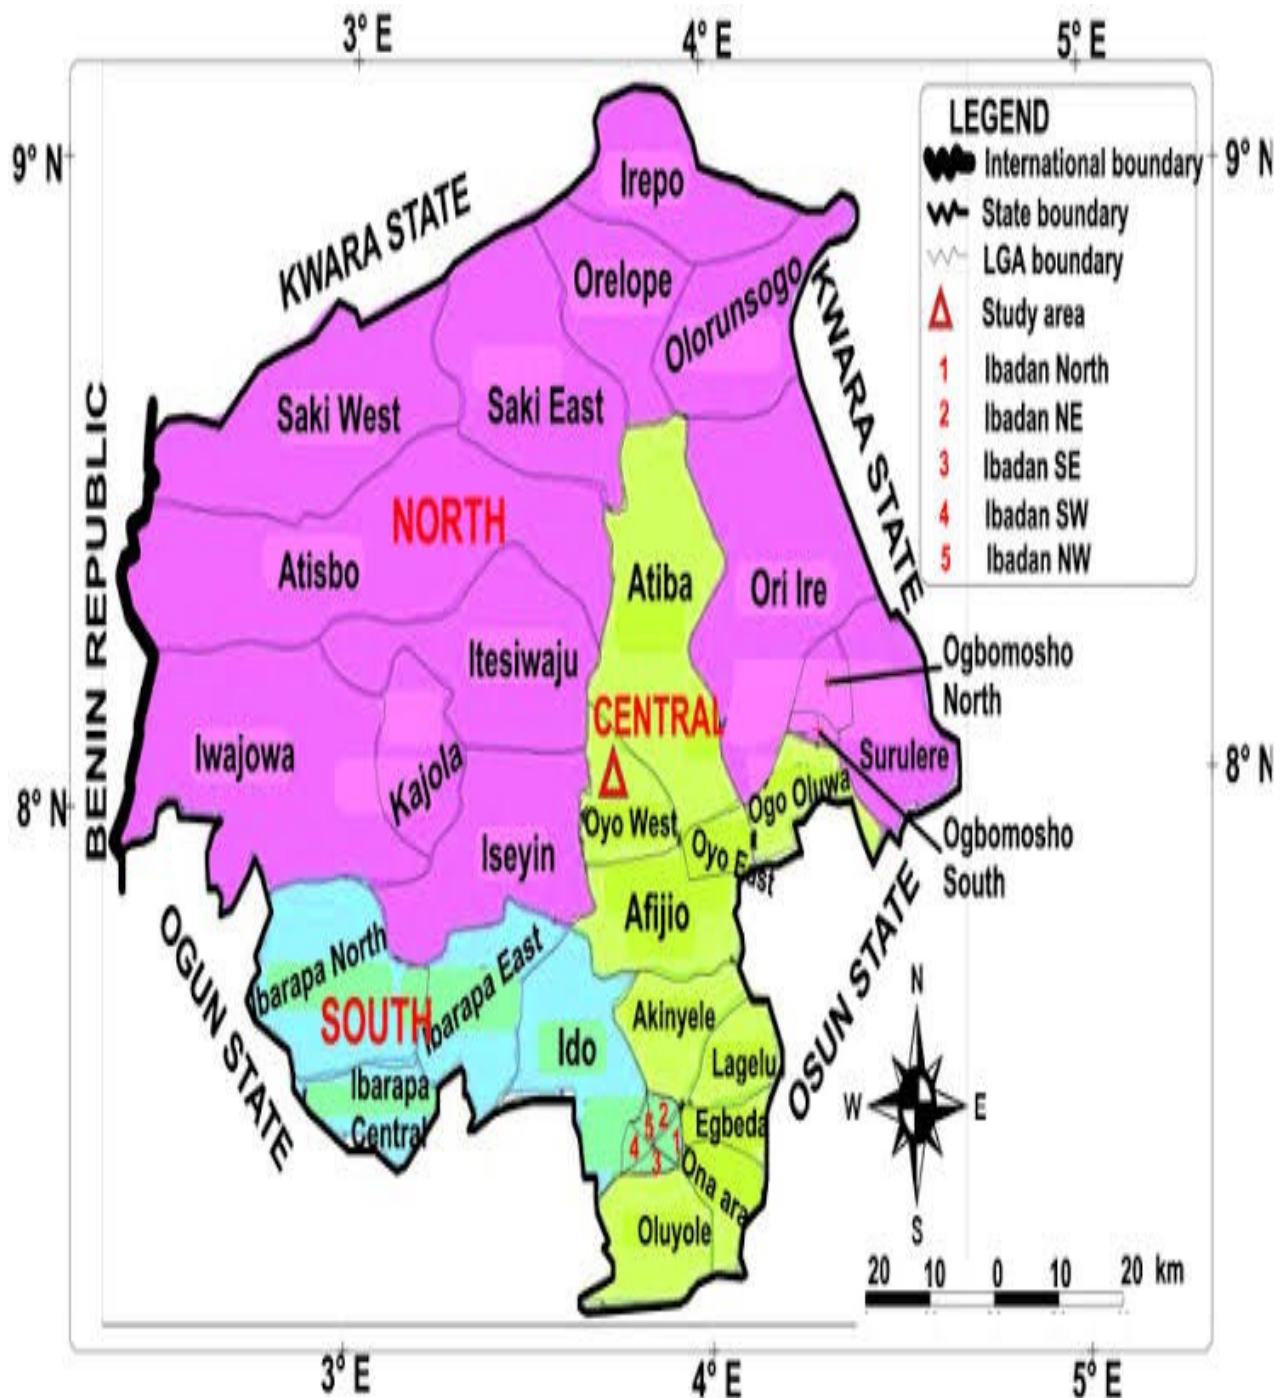 3° E
4° E
5° E
9° N
9° N
LEGEND
International boundary
State boundary
LGA boundary
Study area
1 Ibadan North
2 Ibadan NE
3 Ibadan SE
4 Ibadan SW
5 Ibadan NW
KWARA STATE
KWARA STATE
BENIN REPUBLIC
Irepo
Orelope
Olorunsogo
Saki West
Saki East
NORTH
Atisbo
Atiba
Ori Ire
Itesiwaju
Ogbomosho
North
CENTRAL
Iwajowa
Kajola
Surulere
8° N
8° N
Ogo Oluwa
Oyo West
Oyo East
Ogbomosho
South
Iseyin
Afijio
OGUN STATE
OSUN STATE
Ibarapa North
Ibarapa East
SOUTH
Akinyele
Ido
Lagelu
Ibarapa
Central
Egbeda
2
5
1
4
3
Ona ara
Oluyole
N
W
E
S
20 10 0 10 20 km
3° E
4° E
5° E